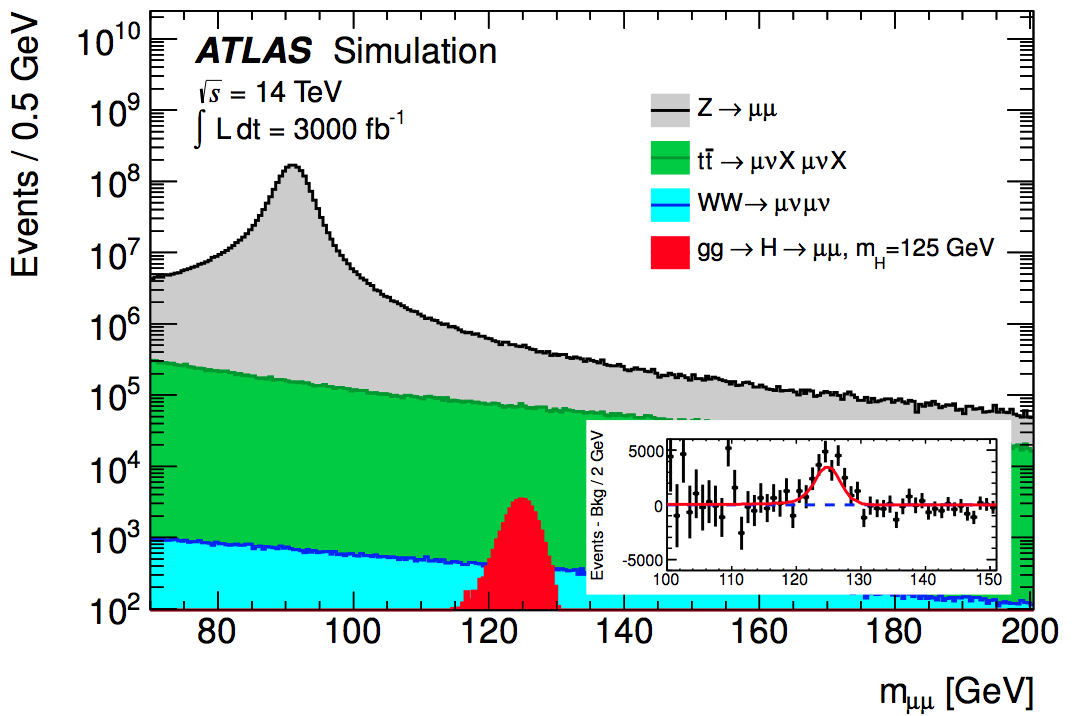 Events / 0.5 GeV
10¹⁰
10⁹
10⁸
10⁷
10⁶
10⁵
10⁴
10³
10²
ATLAS Simulation
√s = 14 TeV
∫ L dt = 3000 fb⁻¹
Z → μμ
tt̄ → μνX μνX
WW→ μνμν
gg → H → μμ, m_H=125 GeV
Events - Bkg / 2 GeV
5000
0
-5000
100 110 120 130 140 150
80 100 120 140 160 180 200
m_μμ [GeV]